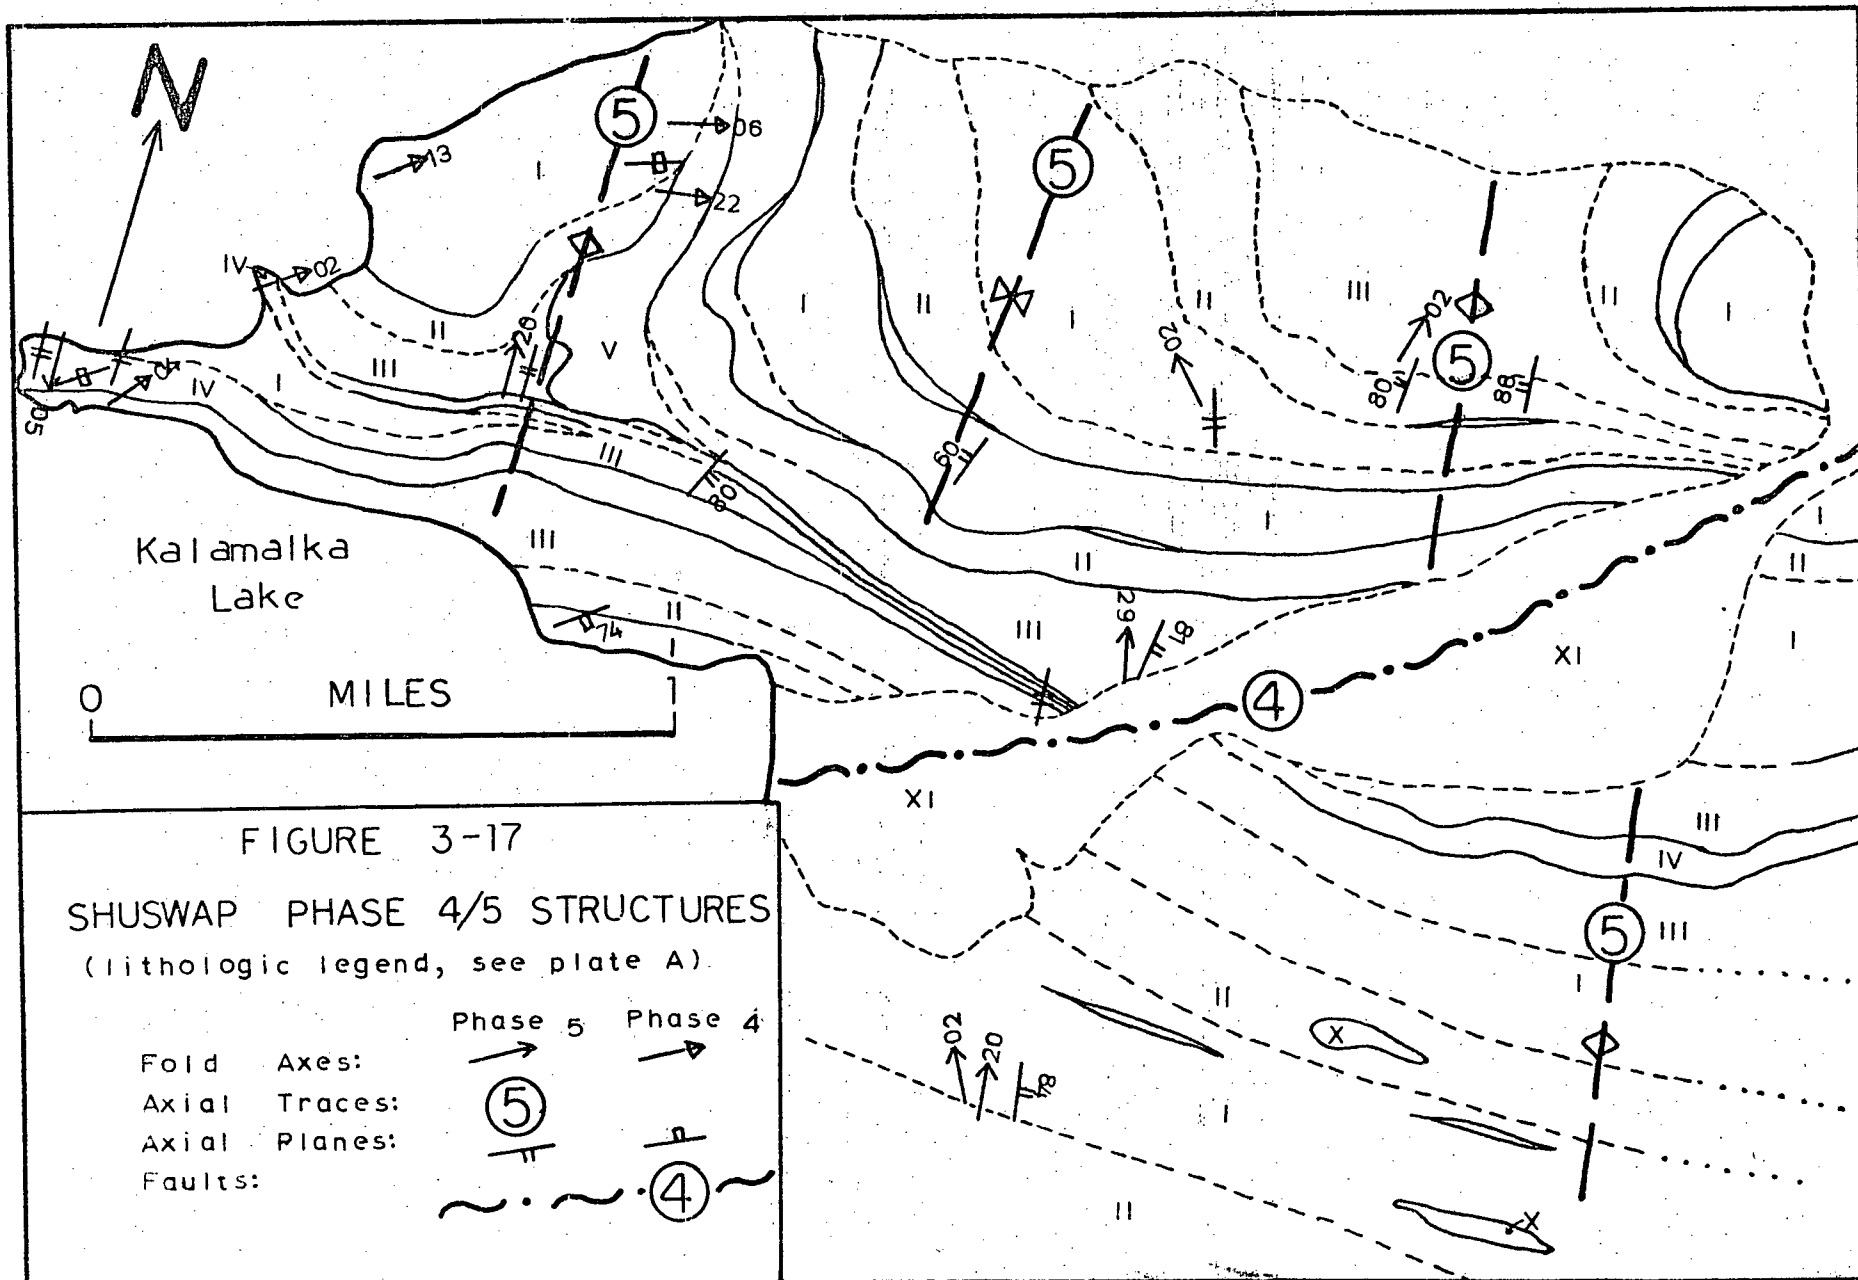 N
5
06
13
I
22
5
IV
02
II
V
I
II
I
II
III
02
5
II
I
20
III
02
80
88
04
IV
I
05
III
60
80
I
I
II
III
II
II
Kalamalka
Lake
74
I
III
29
81
XI
I
0 MILES 1
4
XI
III
IV
FIGURE 3-17
SHUSWAP PHASE 4/5 STRUCTURES
(lithologic legend, see plate A)
5
III
I
II
X
Phase 5 Phase 4
02
20
84
Fold Axes:
Axial Traces: 5
Axial Planes:
Faults: 4
I
II
X